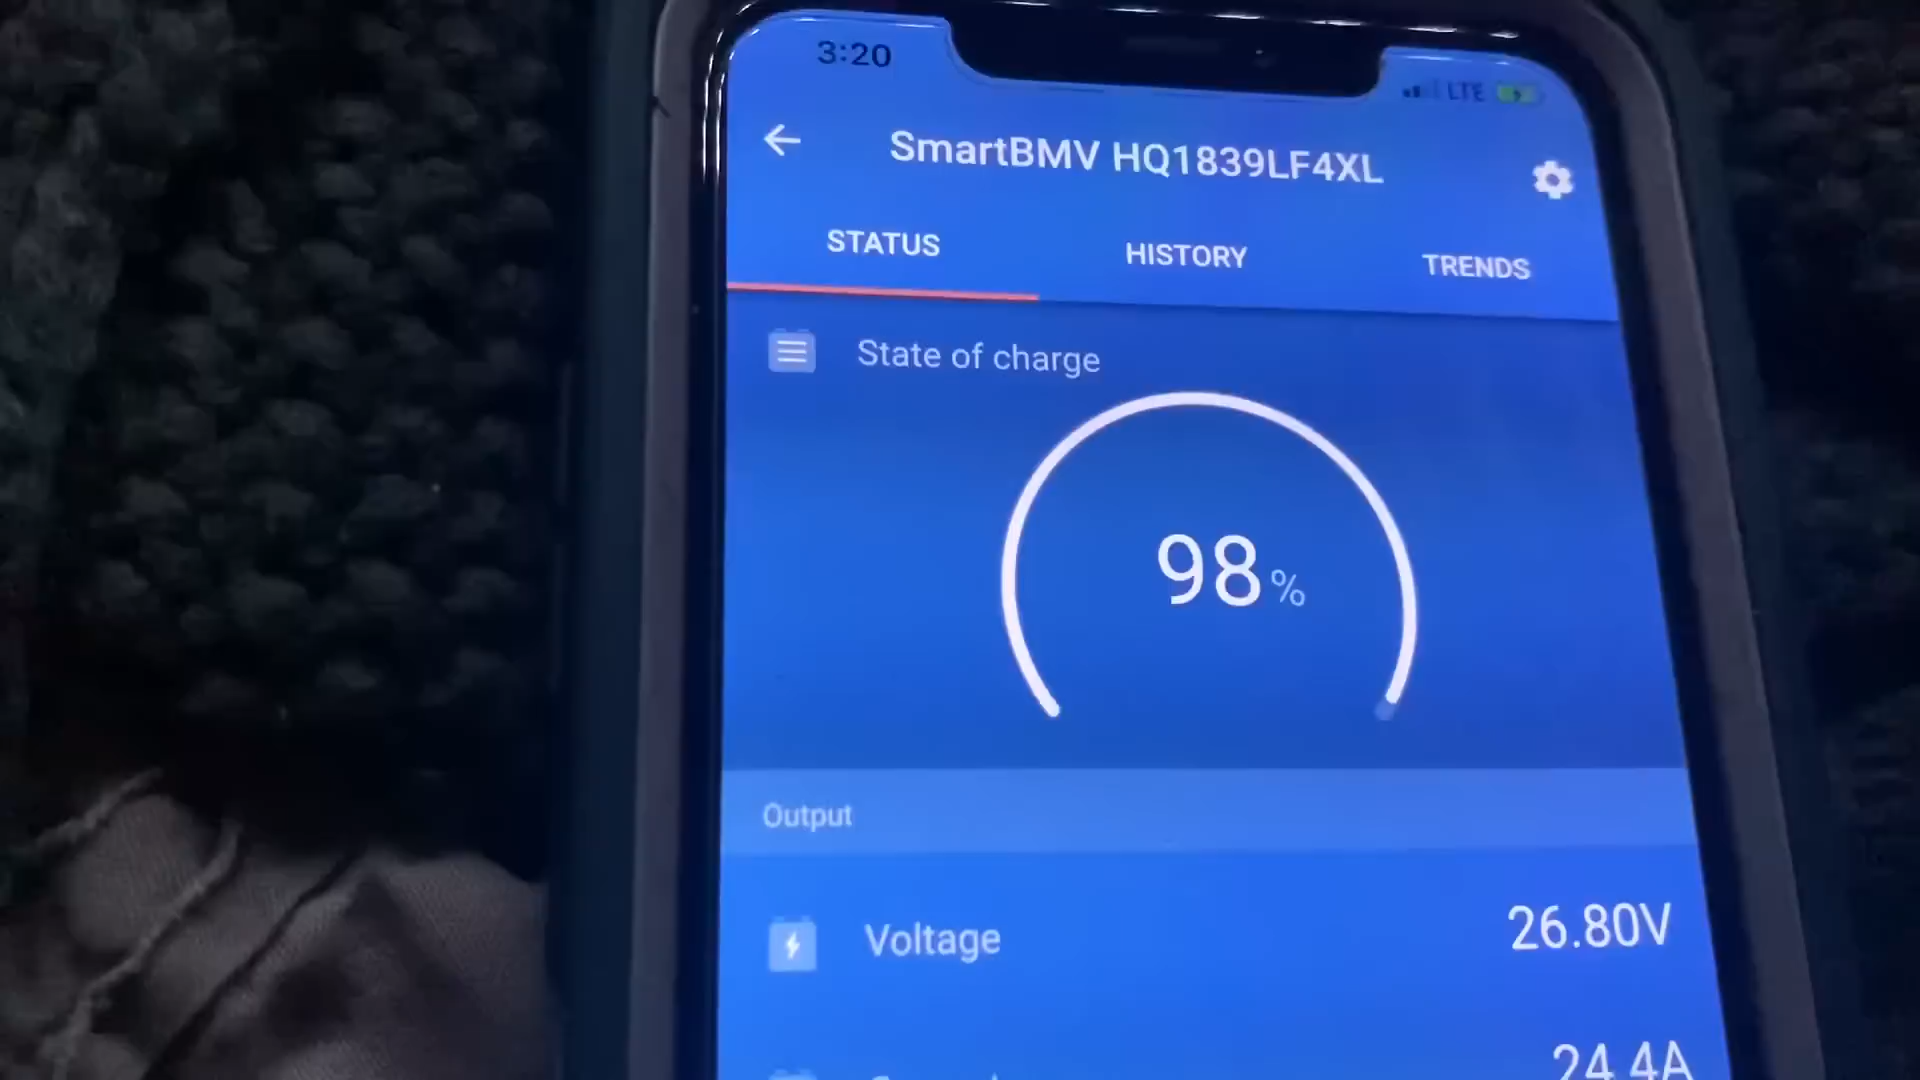 3:20
LTE
SmartBMV HQ1839LF4XL
STATUS HISTORY TRENDS
State of charge
98%
Output
Voltage 26.80V
24.4A